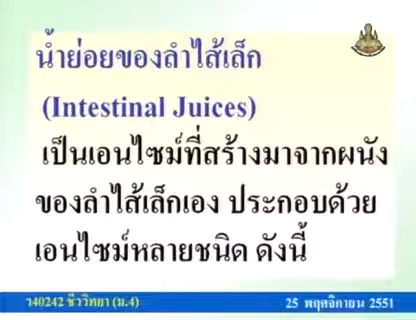 น้ำย่อยของลำไส้เล็ก
(Intestinal Juices)
เป็นเอนไซม์ที่สร้างมาจากผนัง
ของลำไส้เล็กเอง ประกอบด้วย
เอนไซม์หลายชนิด ดังนี้
ว40242 ชีววิทยา (ม.4) 25 พฤศจิกายน 2551